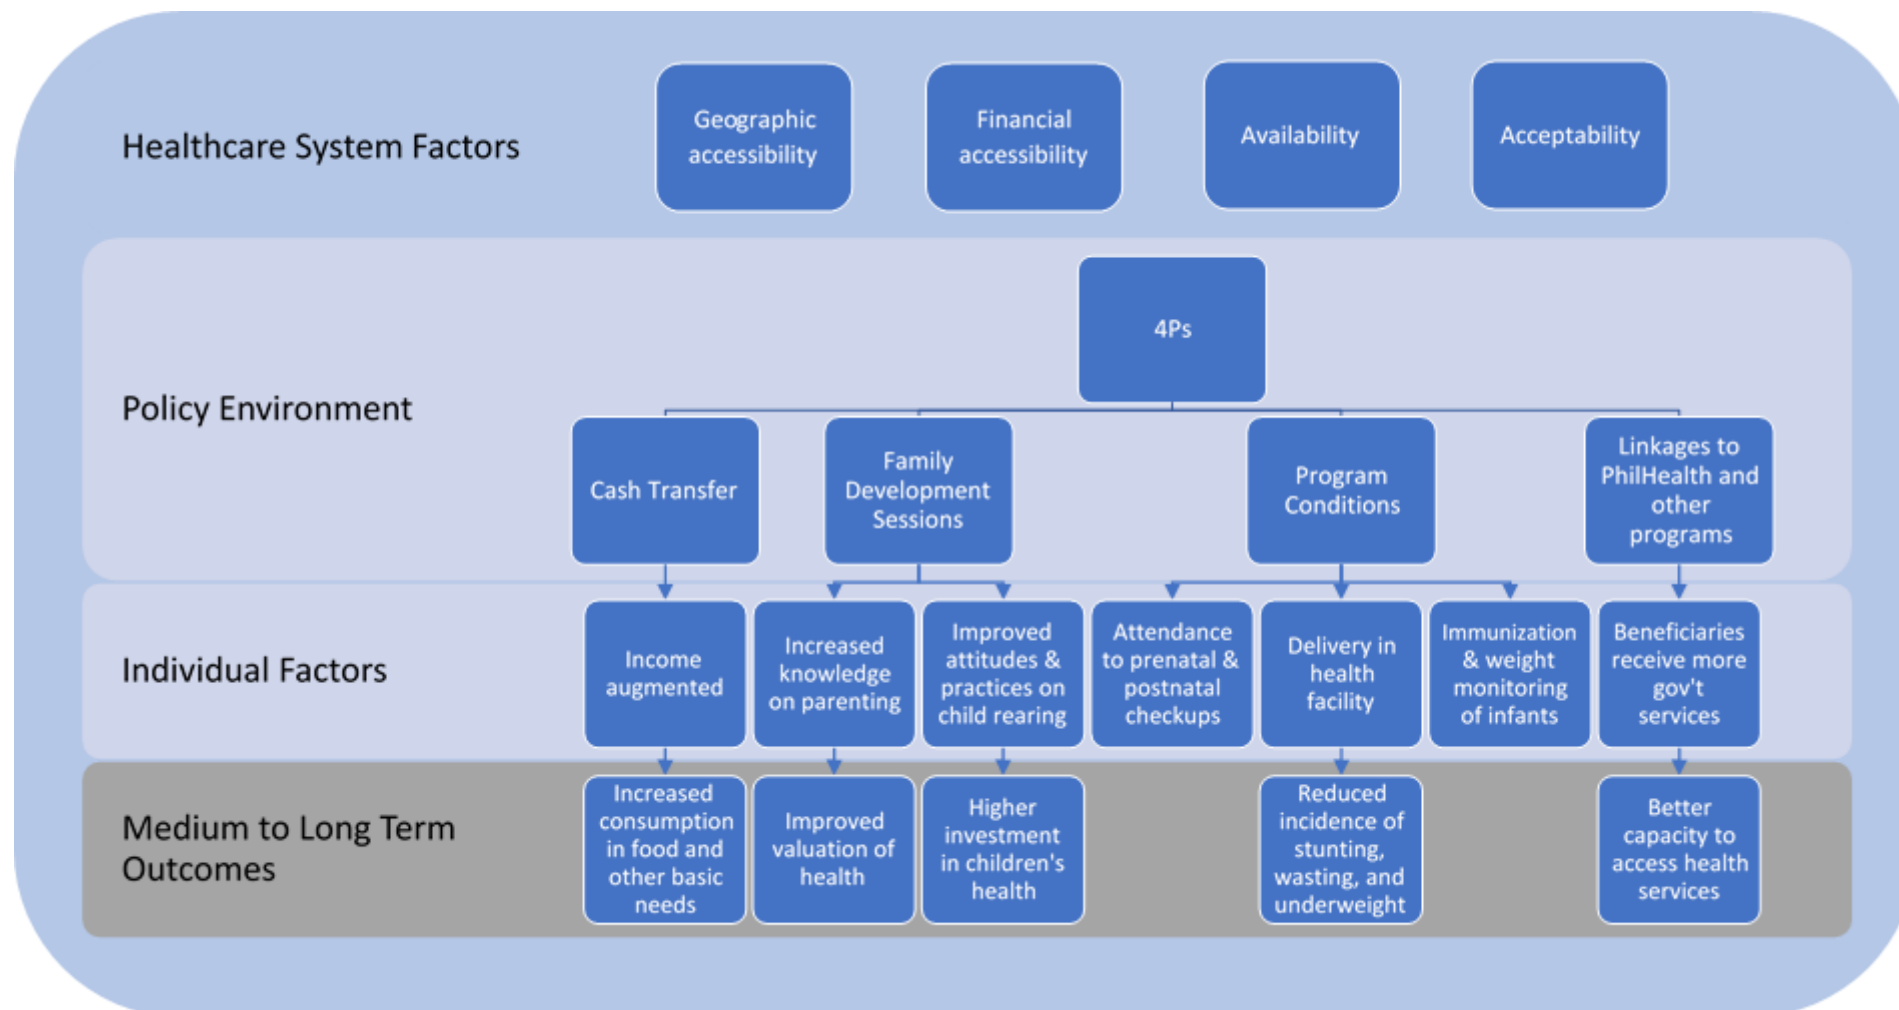 Healthcare System Factors
Geographic
accessibility
Financial
accessibility
Availability
Acceptability
Policy Environment
4Ps
Cash Transfer
Family
Development
Sessions
Program
Conditions
Linkages to
PhilHealth and
other
programs
Individual Factors
Income
augmented
Increased
knowledge
on parenting
Improved
attitudes &
practices on
child rearing
Attendance
to prenatal &
postnatal
checkups
Delivery in
health
facility
Immunization
& weight
monitoring
of infants
Beneficiaries
receive more
gov't
services
Medium to Long Term
Outcomes
Increased
consumption
in food and
other basic
needs
Improved
valuation of
health
Higher
investment
in children's
health
Reduced
incidence of
stunting,
wasting, and
underweight
Better
capacity to
access health
services